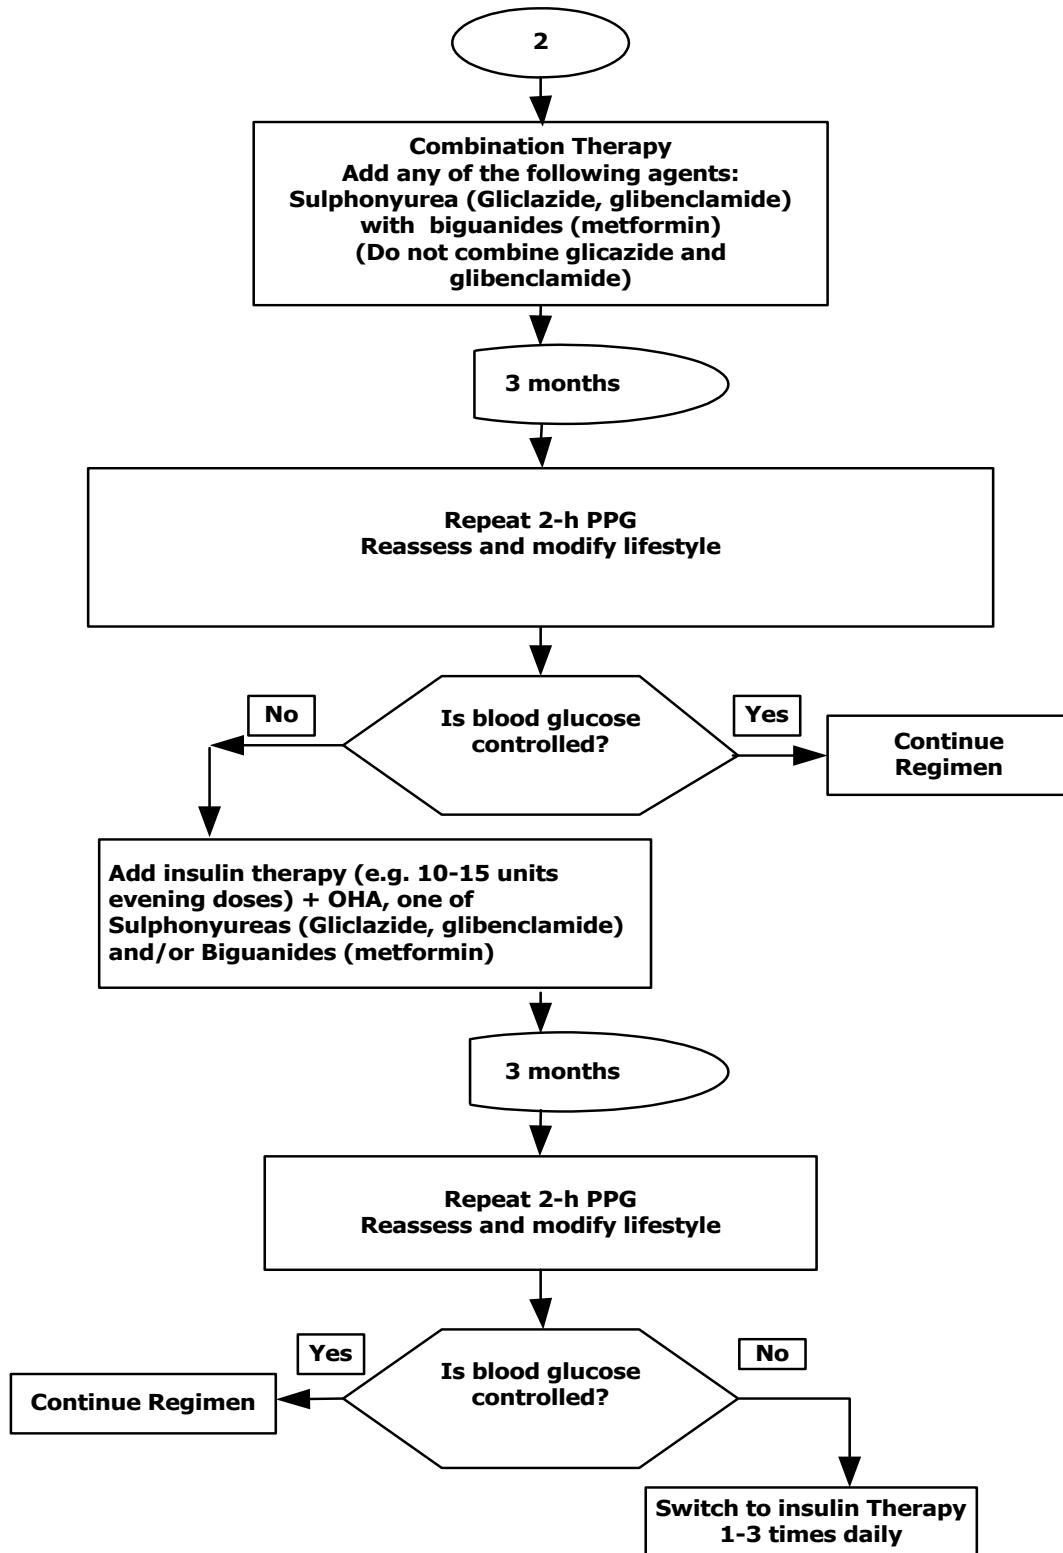 2
Combination Therapy
Add any of the following agents:
Sulphonyurea (Gliclazide, glibenclamide)
with biguanides (metformin)
(Do not combine glicazide and
glibenclamide)
3 months
Repeat 2-h PPG
Reassess and modify lifestyle
No
Is blood glucose
controlled?
Yes
Continue
Regimen
Add insulin therapy (e.g. 10-15 units
evening doses) + OHA, one of
Sulphonyureas (Gliclazide, glibenclamide)
and/or Biguanides (metformin)
3 months
Repeat 2-h PPG
Reassess and modify lifestyle
Yes
Is blood glucose
controlled?
No
Continue Regimen
Switch to insulin Therapy
1-3 times daily